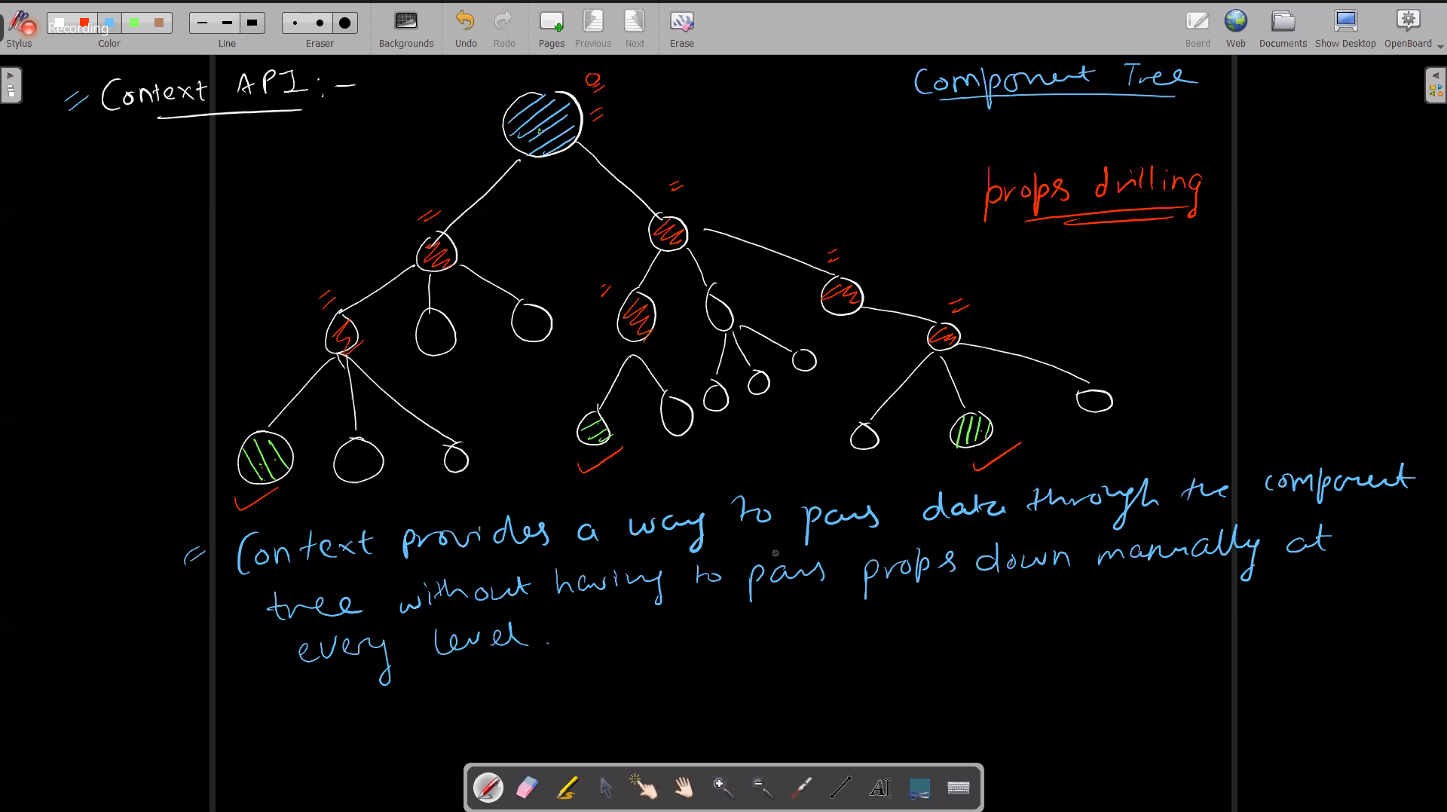 Recording
Stylus
Color
Line
Eraser
Backgrounds
Undo
Redo
Pages
Previous
Next
Erase
Board
Web
Documents
Show Desktop
OpenBoard
Context API :-
Component Tree
props drilling
Context provides a way to pass data through the component
tree without having to pass props down manually at
every level.